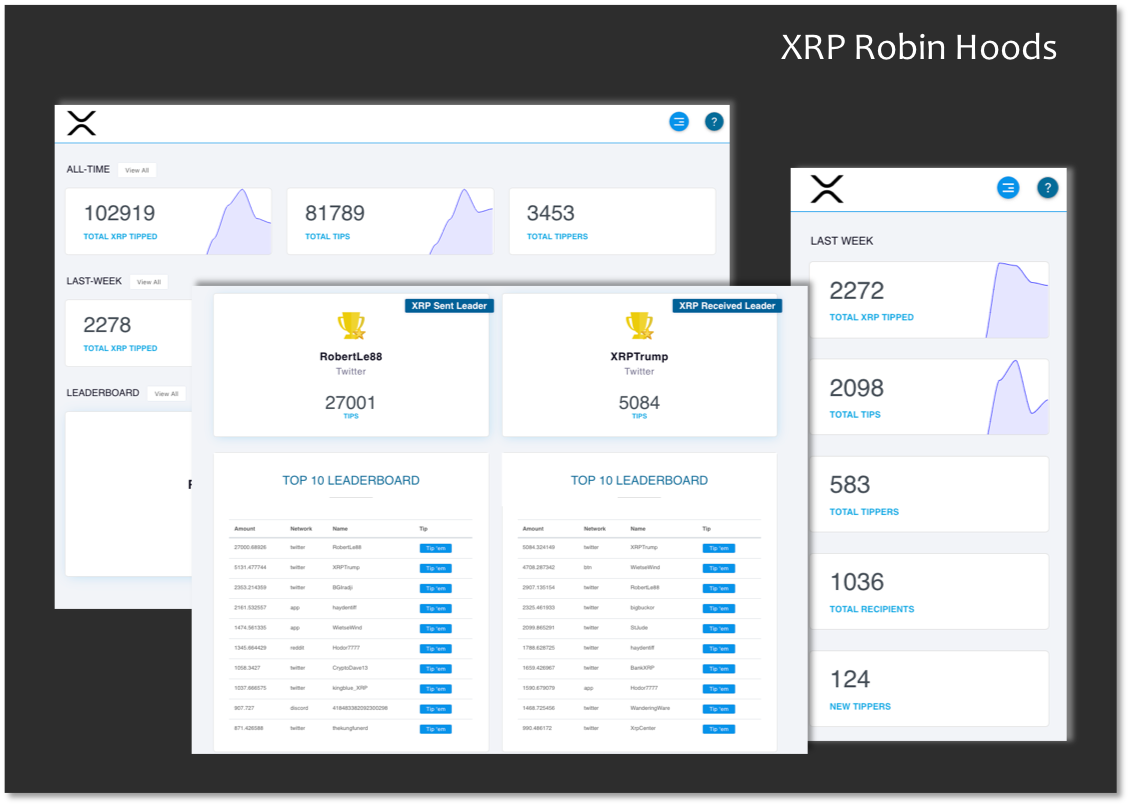 XRP Robin Hoods
?
ALL-TIME View All
102919
TOTAL XRP TIPPED
81789
TOTAL TIPS
3453
TOTAL TIPPERS
LAST-WEEK View All
2278
TOTAL XRP TIPPED
LEADERBOARD View All
XRP Sent Leader
RobertLe88
Twitter
27001
TIPS
XRP Received Leader
XRPTrump
Twitter
5084
TIPS
TOP 10 LEADERBOARD
Amount Network Name Tip
27000.68926 twitter RobertLe88 Tip 'em
5131.477744 twitter XRPTrump Tip 'em
2353.214359 twitter BGIradji Tip 'em
2161.532557 app haydentiff Tip 'em
1474.561335 app WietseWind Tip 'em
1345.664429 reddit Hodor7777 Tip 'em
1058.3427 twitter CryptoDave13 Tip 'em
1037.666575 twitter kingblue_XRP Tip 'em
907.727 discord Tip 'em
871.426588 twitter thekungfunerd Tip 'em
TOP 10 LEADERBOARD
Amount Network Name Tip
5084.324149 twitter XRPTrump Tip 'em
4708.287342 btn WietseWind Tip 'em
2907.135154 twitter RobertLe88 Tip 'em
2325.461933 twitter bigbuckor Tip 'em
2099.865291 twitter StJude Tip 'em
1788.628725 twitter haydentiff Tip 'em
1659.426967 twitter BankXRP Tip 'em
1590.679079 app Hodor7777 Tip 'em
1468.725456 twitter WanderingWare Tip 'em
990.486172 twitter XrpCenter Tip 'em
?
LAST WEEK
2272
TOTAL XRP TIPPED
2098
TOTAL TIPS
583
TOTAL TIPPERS
1036
TOTAL RECIPIENTS
124
NEW TIPPERS